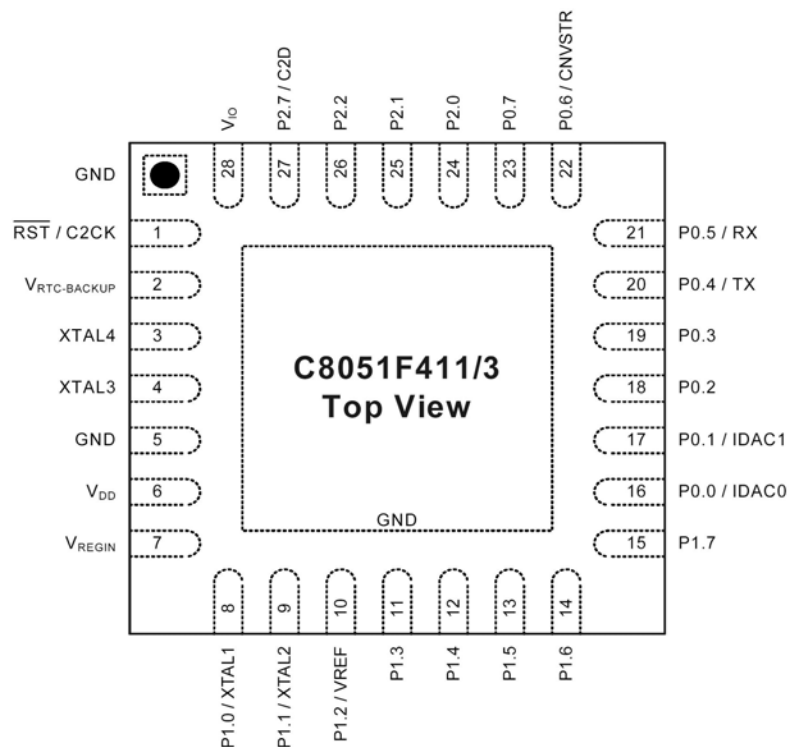 V_IO
P2.7 / C2D
P2.2
P2.1
P2.0
P0.7
P0.6 / CNVSTR
28
27
26
25
24
23
22
GND
RST / C2CK
1
V_RTC-BACKUP
2
XTAL4
3
XTAL3
4
GND
5
V_DD
6
V_REGIN
7
C8051F411/3
Top View
GND
21
P0.5 / RX
20
P0.4 / TX
19
P0.3
18
P0.2
17
P0.1 / IDAC1
16
P0.0 / IDAC0
15
P1.7
8
9
10
11
12
13
14
P1.0 / XTAL1
P1.1 / XTAL2
P1.2 / VREF
P1.3
P1.4
P1.5
P1.6